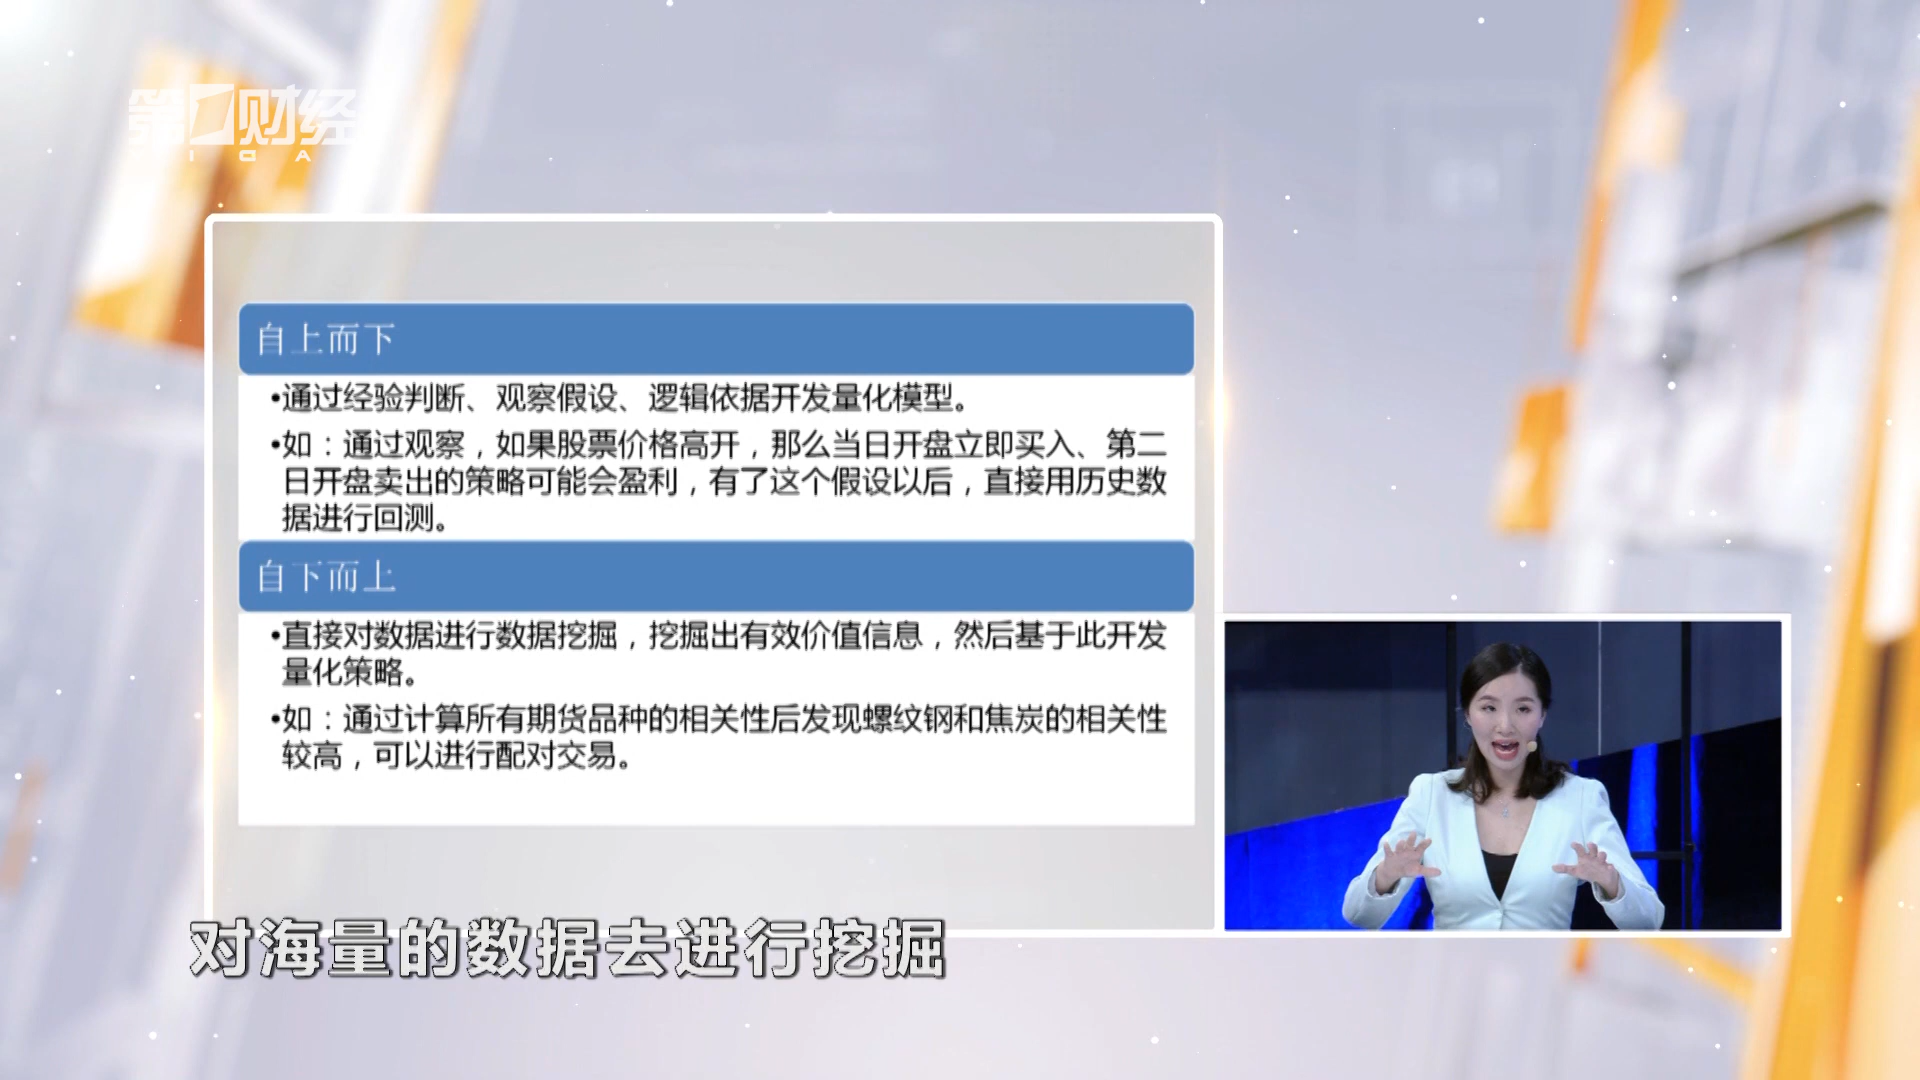 第一财经
自上而下
•通过经验判断、观察假设、逻辑依据开发量化模型。
•如：通过观察，如果股票价格高开，那么当日开盘立即买入、第二
日开盘卖出的策略可能会盈利，有了这个假设以后，直接用历史数
据进行回测。
自下而上
•直接对数据进行数据挖掘，挖掘出有效价值信息，然后基于此开发
量化策略。
•如：通过计算所有期货品种的相关性后发现螺纹钢和焦炭的相关性
较高，可以进行配对交易。
对海量的数据去进行挖掘